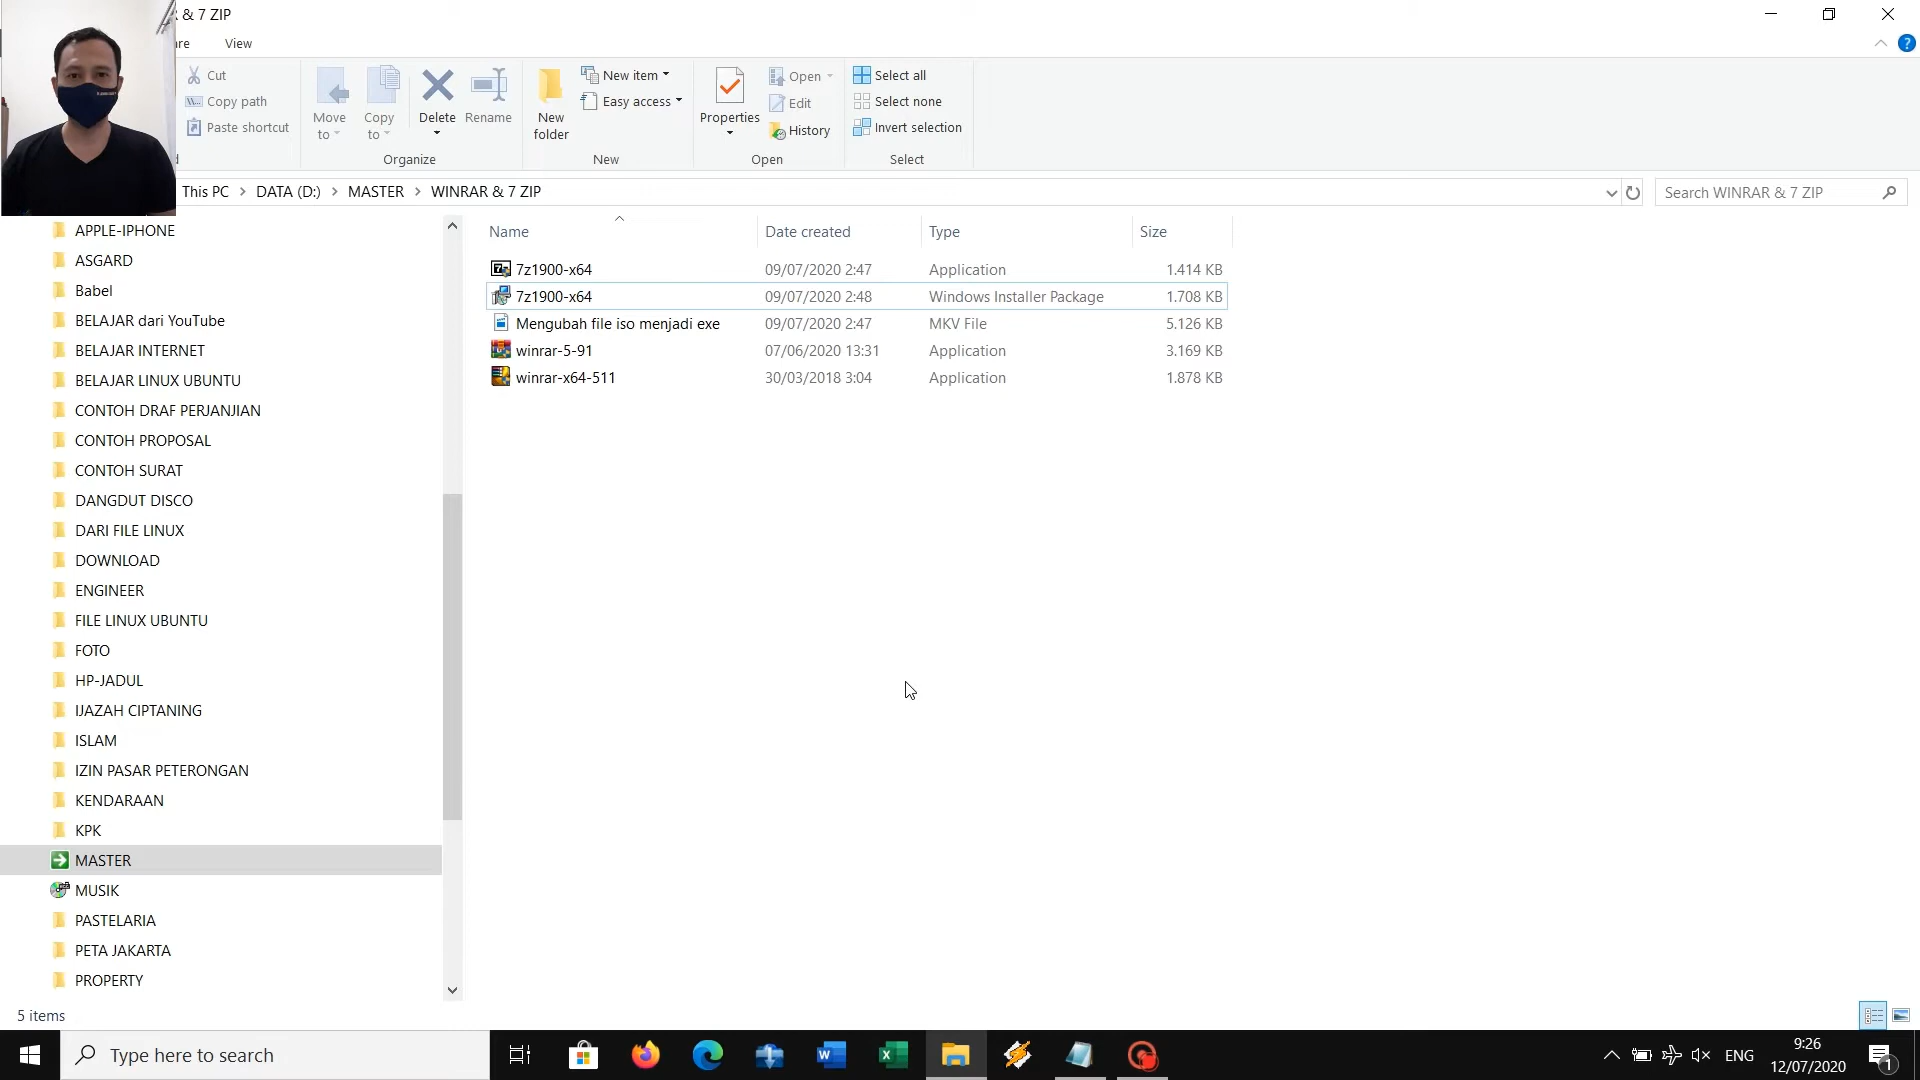 & 7 ZIP
are
View
Cut
Copy path
Paste shortcut
Move to
Copy to
Delete
Rename
Organize
New folder
New item
Easy access
New
Properties
Open
Edit
History
Open
Select all
Select none
Invert selection
Select
This PC > DATA (D:) > MASTER > WINRAR & 7 ZIP
Search WINRAR & 7 ZIP
APPLE-IPHONE
ASGARD
Babel
BELAJAR dari YouTube
BELAJAR INTERNET
BELAJAR LINUX UBUNTU
CONTOH DRAF PERJANJIAN
CONTOH PROPOSAL
CONTOH SURAT
DANGDUT DISCO
DARI FILE LINUX
DOWNLOAD
ENGINEER
FILE LINUX UBUNTU
FOTO
HP-JADUL
IJAZAH CIPTANING
ISLAM
IZIN PASAR PETERONGAN
KENDARAAN
KPK
MASTER
MUSIK
PASTELARIA
PETA JAKARTA
PROPERTY
Name Date created Type Size
7z1900-x64 09/07/2020 2:47 Application 1.414 KB
7z1900-x64 09/07/2020 2:48 Windows Installer Package 1.708 KB
Mengubah file iso menjadi exe 09/07/2020 2:47 MKV File 5.126 KB
winrar-5-91 07/06/2020 13:31 Application 3.169 KB
winrar-x64-511 30/03/2018 3:04 Application 1.878 KB
5 items
Type here to search
ENG
9:26
12/07/2020
1